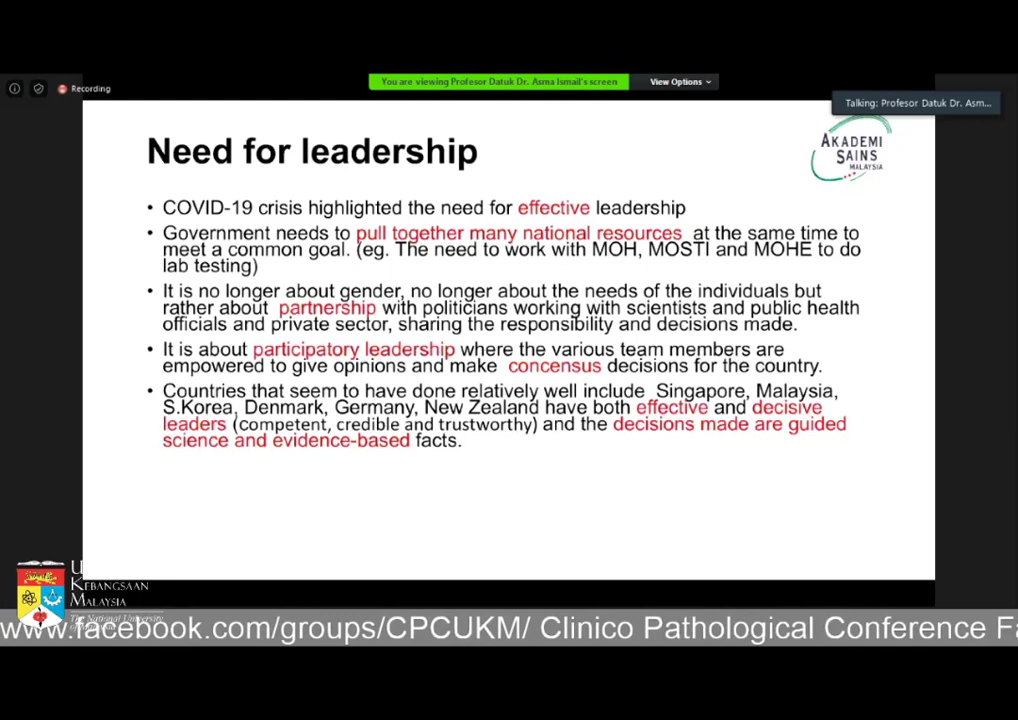 You are viewing Profesor Datuk Dr. Asma Ismail's screen
View Options
Recording
Talking: Profesor Datuk Dr. Asm...
AKADEMI
SAINS
MALAYSIA
Need for leadership
• COVID-19 crisis highlighted the need for effective leadership
• Government needs to pull together many national resources at the same time to
meet a common goal. (eg. The need to work with MOH, MOSTI and MOHE to do
lab testing)
• It is no longer about gender, no longer about the needs of the individuals but
rather about partnership with politicians working with scientists and public health
officials and private sector, sharing the responsibility and decisions made.
• It is about participatory leadership where the various team members are
empowered to give opinions and make concensus decisions for the country.
• Countries that seem to have done relatively well include Singapore, Malaysia,
S.Korea, Denmark, Germany, New Zealand have both effective and decisive
leaders (competent, credible and trustworthy) and the decisions made are guided
science and evidence-based facts.
U
KEBANGSAAN
MALAYSIA
The National University
www.facebook.com/groups/CPCUKM/ Clinico Pathological Conference Fa